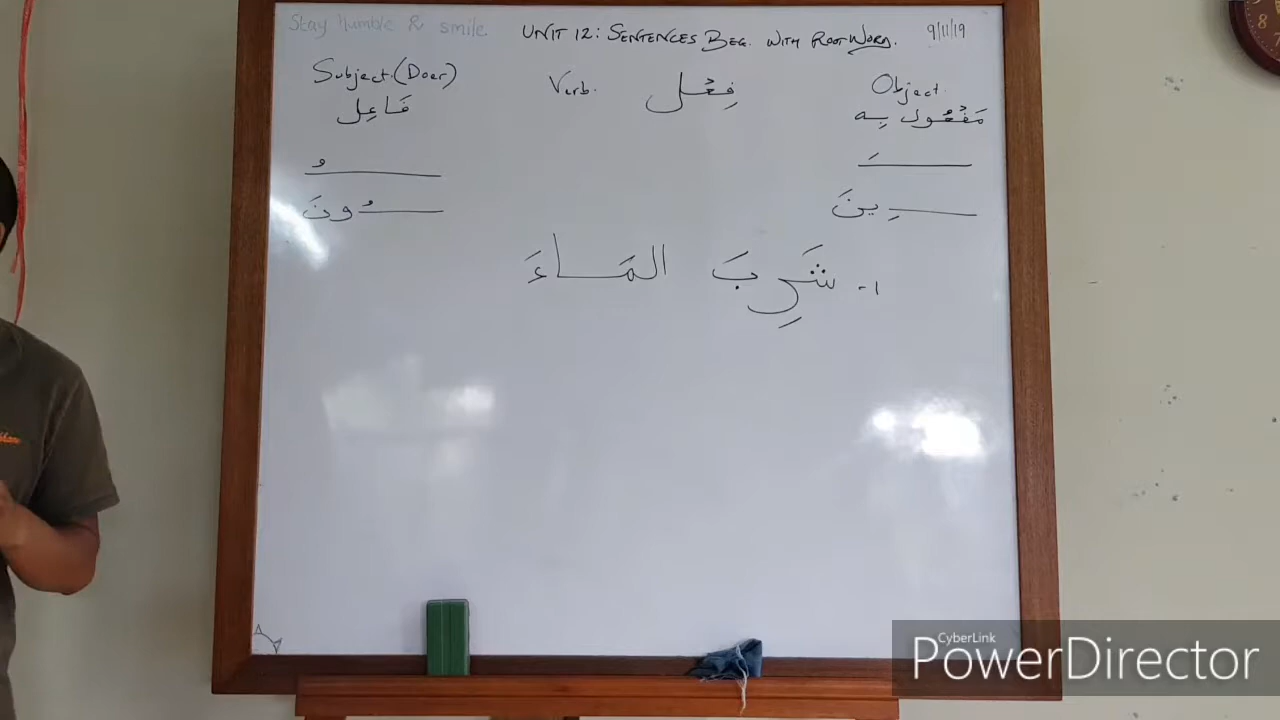 Stay Humble & smile.
UNIT 12: SENTENCES BEG. WITH ROOT WORD.
9/11/19
Subject (Doer)
Verb.
فِعْل
Object.
فَاعِل
مَفْعُول بِه
ـُ
ـَ
ـُونَ
ـِينَ
١- شَرِبَ المَاءَ
CyberLink
PowerDirector